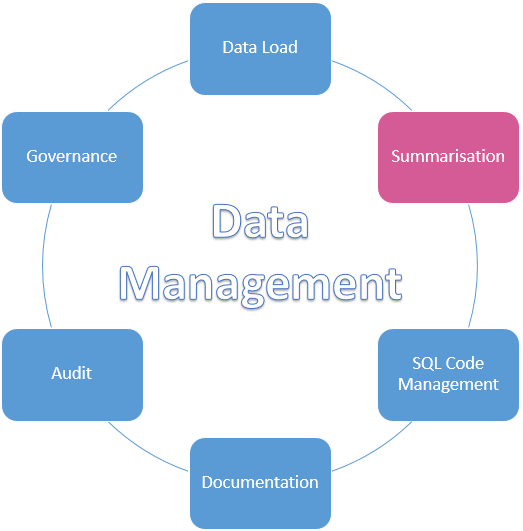 Data Load
Governance
Summarisation
Data
Management
Audit
SQL Code
Management
Documentation